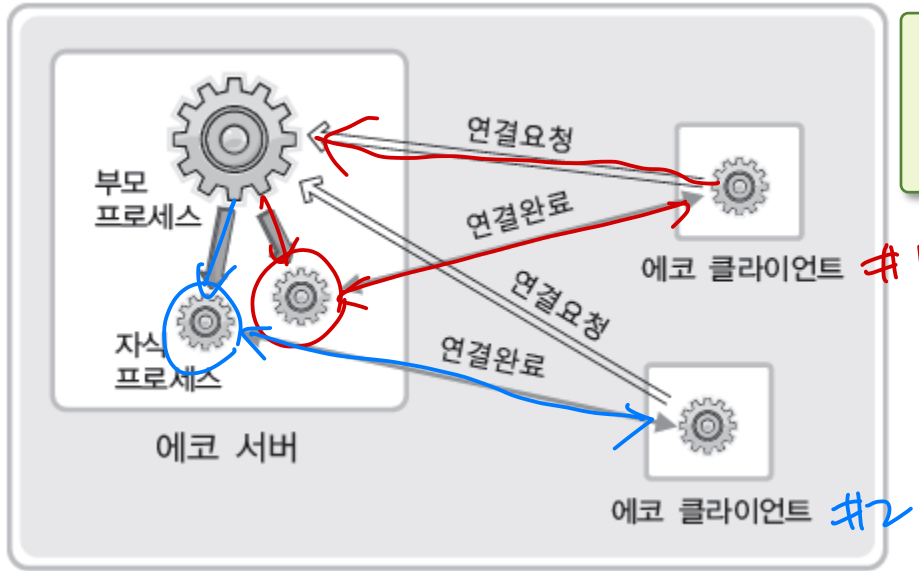 연결요청
부모
프로세스
연결완료
에코 클라이언트 #1
연결요청
자식
프로세스
연결완료
에코 서버
에코 클라이언트 #2